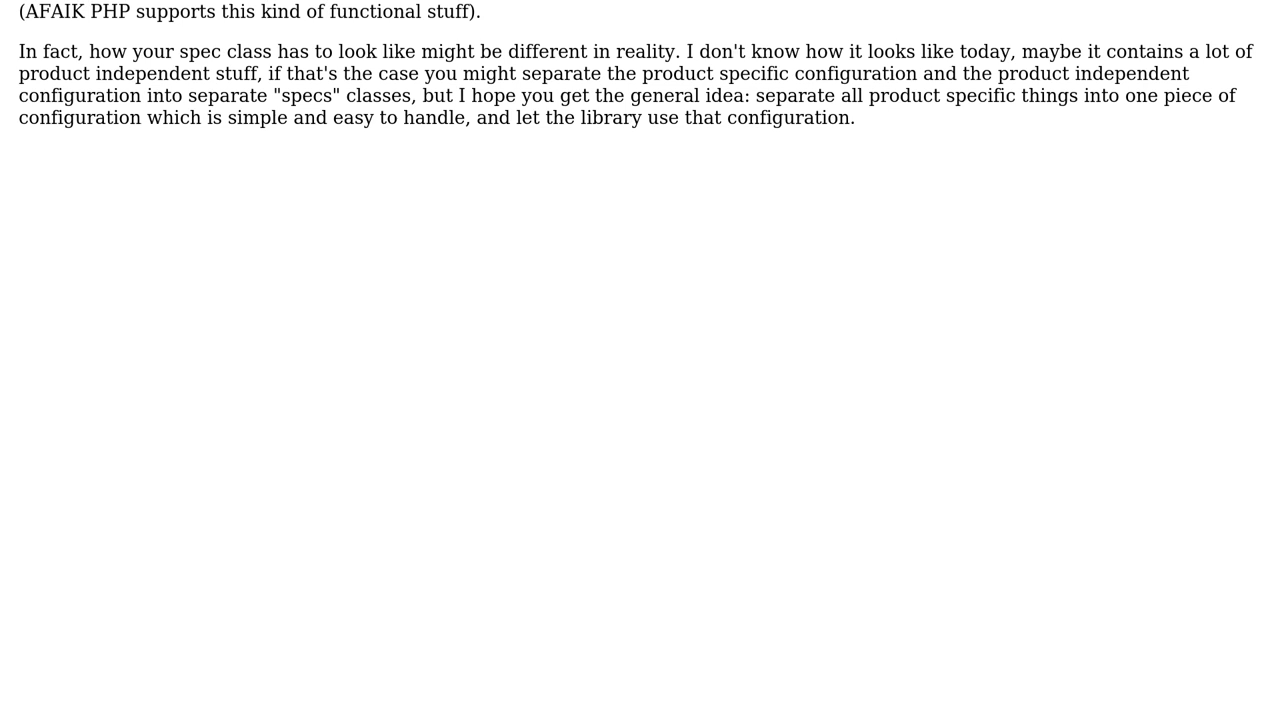 (AFAIK PHP supports this kind of functional stuff).
In fact, how your spec class has to look like might be different in reality. I don't know how it looks like today, maybe it contains a lot of
product independent stuff, if that's the case you might separate the product specific configuration and the product independent
configuration into separate "specs" classes, but I hope you get the general idea: separate all product specific things into one piece of
configuration which is simple and easy to handle, and let the library use that configuration.